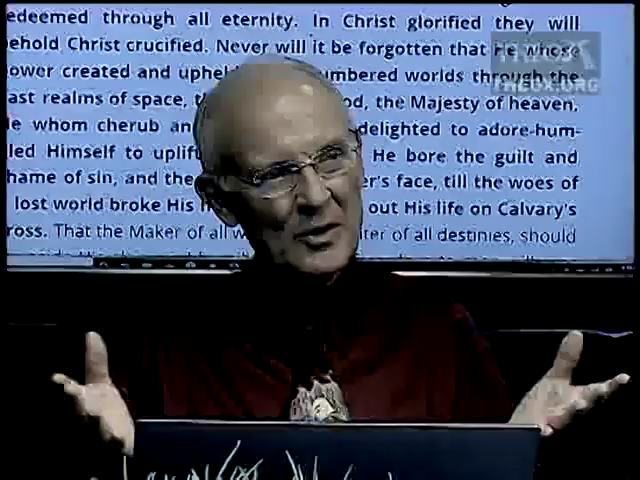 edeemed through all eternity. In Christ glorified they will
ehold Christ crucified. Never will it be forgotten that He whose
ower created and uphel umbered worlds through the
ast realms of space, t od, the Majesty of heaven,
e whom cherub an delighted to adore-hum-
led Himself to uplif He bore the guilt and
hame of sin, and the er's face, till the woes of
lost world broke His h out His life on Calvary's
ross. That the Maker of all w iter of all destinies, should
THEOX.ORG